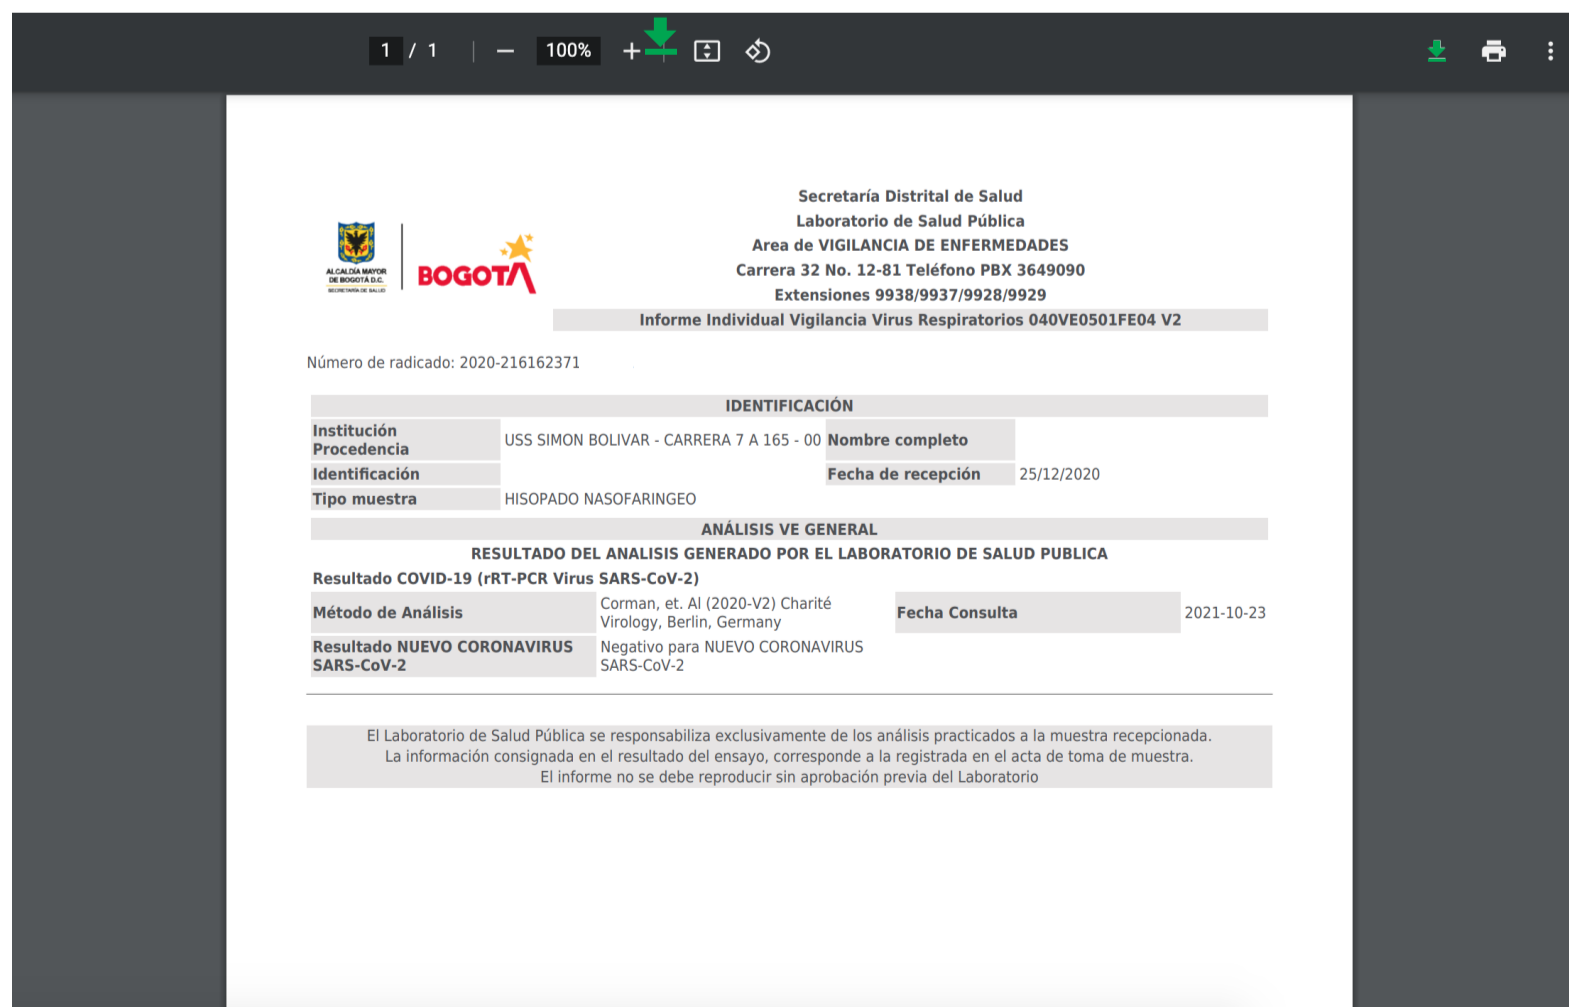 1 / 1
100%
Secretaría Distrital de Salud
Laboratorio de Salud Pública
Area de VIGILANCIA DE ENFERMEDADES
Carrera 32 No. 12-81 Teléfono PBX 3649090
Extensiones 9938/9937/9928/9929
Informe Individual Vigilancia Virus Respiratorios 040VE0501FE04 V2
ALCALDÍA MAYOR
DE BOGOTÁ D.C.
SECRETARÍA DE SALUD
BOGOTÁ
Número de radicado: 2020-216162371
IDENTIFICACIÓN
Institución
Procedencia
USS SIMON BOLIVAR - CARRERA 7 A 165 - 00
Nombre completo
Identificación
Fecha de recepción 25/12/2020
Tipo muestra HISOPADO NASOFARINGEO
ANÁLISIS VE GENERAL
RESULTADO DEL ANALISIS GENERADO POR EL LABORATORIO DE SALUD PUBLICA
Resultado COVID-19 (rRT-PCR Virus SARS-CoV-2)
Método de Análisis
Corman, et. Al (2020-V2) Charité
Virology, Berlin, Germany
Fecha Consulta 2021-10-23
Resultado NUEVO CORONAVIRUS
SARS-CoV-2
Negativo para NUEVO CORONAVIRUS
SARS-CoV-2
El Laboratorio de Salud Pública se responsabiliza exclusivamente de los análisis practicados a la muestra recepcionada.
La información consignada en el resultado del ensayo, corresponde a la registrada en el acta de toma de muestra.
El informe no se debe reproducir sin aprobación previa del Laboratorio